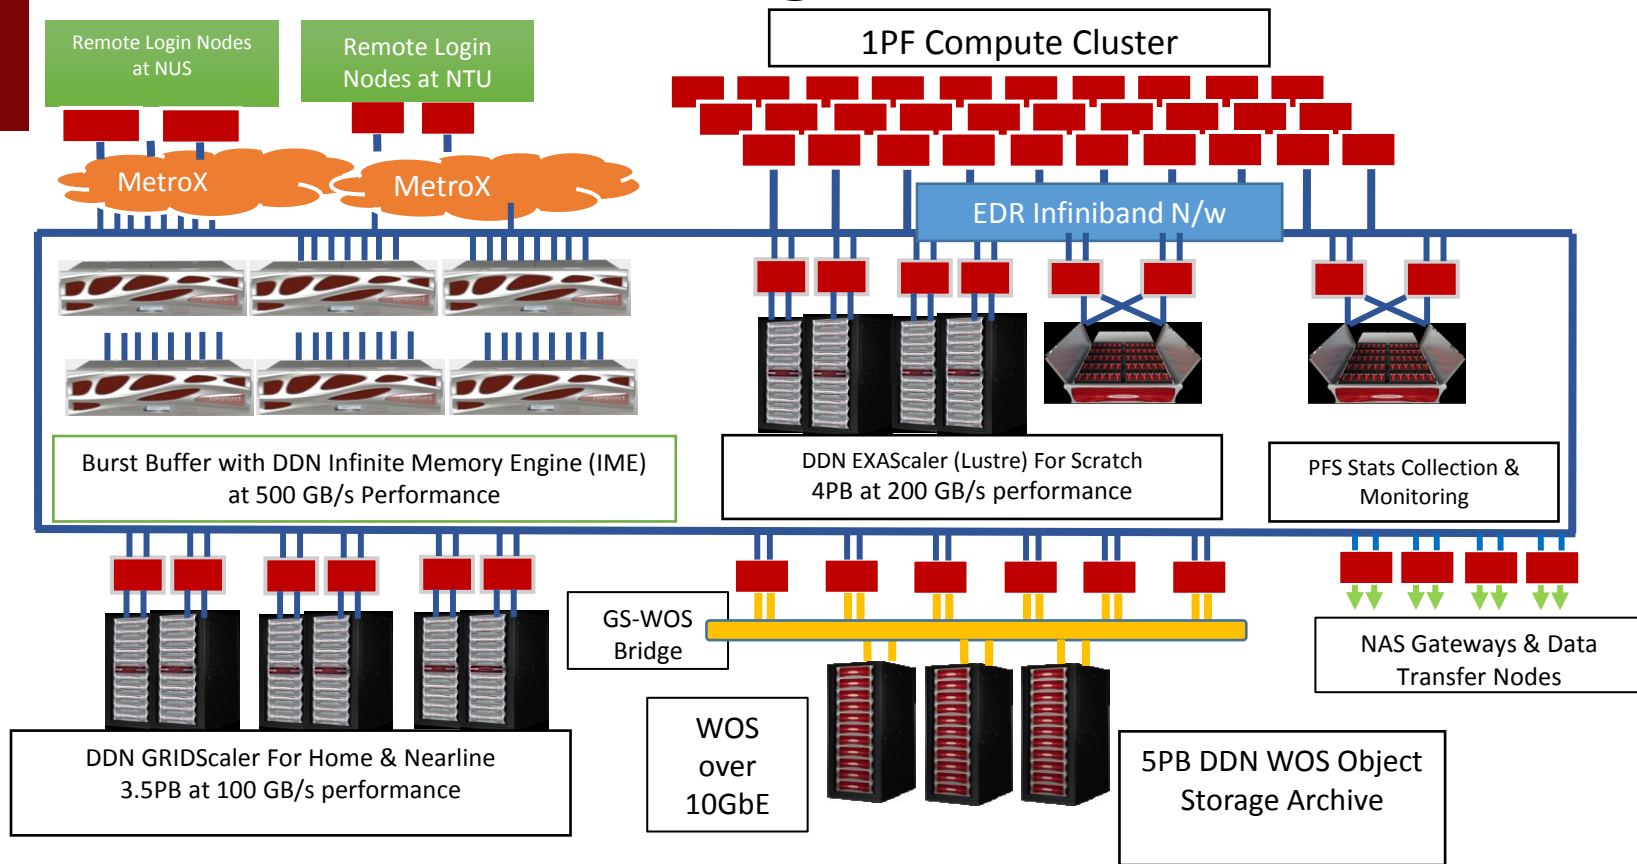 Remote Login Nodes
at NUS
Remote Login
Nodes at NTU
1PF Compute Cluster
MetroX
MetroX
EDR Infiniband N/w
Burst Buffer with DDN Infinite Memory Engine (IME)
at 500 GB/s Performance
DDN EXAScaler (Lustre) For Scratch
4PB at 200 GB/s performance
PFS Stats Collection &
Monitoring
GS-WOS
Bridge
NAS Gateways & Data
Transfer Nodes
DDN GRIDScaler For Home & Nearline
3.5PB at 100 GB/s performance
WOS
over
10GbE
5PB DDN WOS Object
Storage Archive